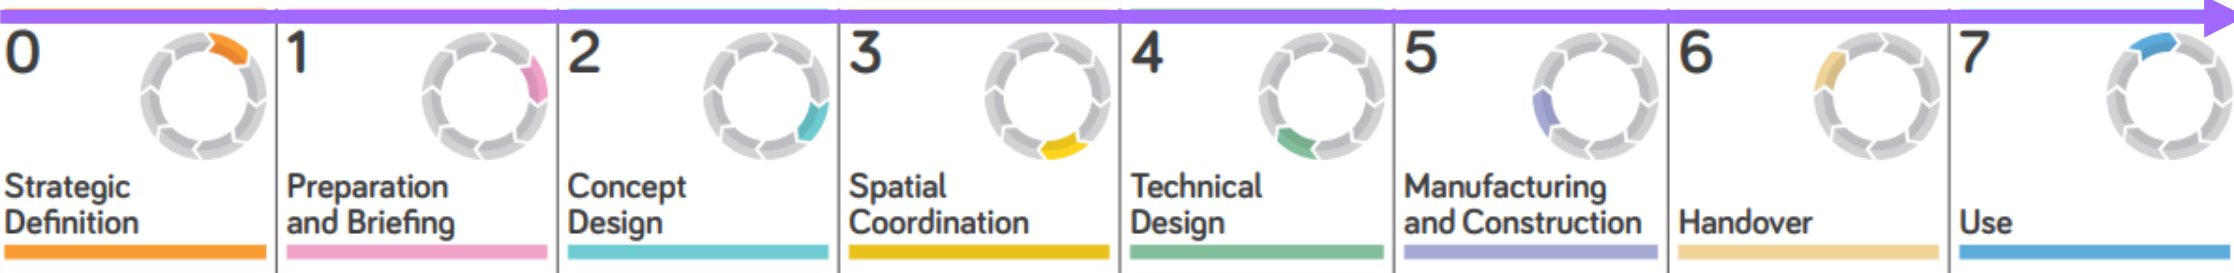 0
Strategic
Definition
1
Preparation
and Briefing
2
Concept
Design
3
Spatial
Coordination
4
Technical
Design
5
Manufacturing
and Construction
6
Handover
7
Use